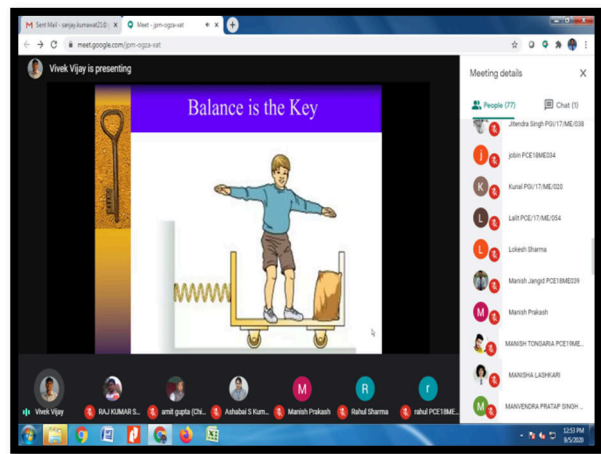 Sent Mail - sanjay.kumawat21@
Meet - jpm-ogza-xat
meet.google.com/jpm-ogza-xat
Vivek Vijay is presenting
Balance is the Key
Meeting details
People (77)
Chat (1)
Jitendra Singh PGI/17/ME/038
jobin PCE18ME034
Kunal PGI/17/ME/020
Lalit PCE/17/ME/054
Lokesh Sharma
Manish Jangid PCE18ME039
Manish Prakash
MANISH TONGARIA PCE19ME...
MANISHA LASHKARI
MANVENDRA PRATAP SINGH ...
Vivek Vijay
RAJ KUMAR S...
amit gupta (Chi...
Ashabai S Kum...
Manish Prakash
Rahul Sharma
rahul PCE18ME...
12:53 PM
9/5/2020